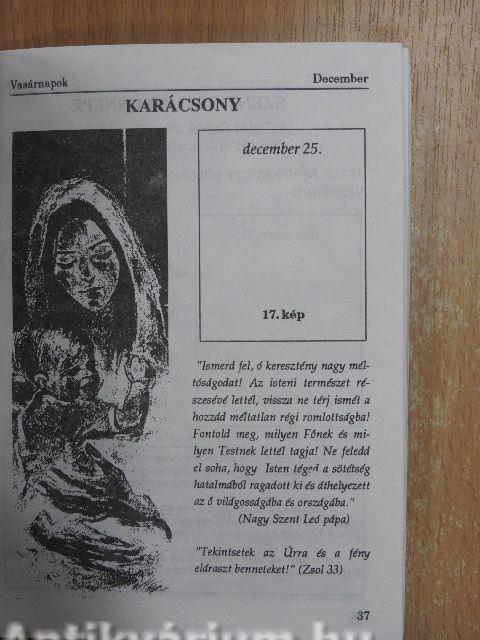 Vasárnapok December
KARÁCSONY
december 25.
17. kép
"Ismerd fel, ó keresztény nagy mél-
tóságodat! Az isteni természet ré-
szesévé lettél, vissza ne térj ismét a
hozzád méltatlan régi romlottságba!
Fontold meg, milyen Főnek és mi-
lyen Testnek lettél tagja! Ne feledd
el soha, hogy Isten téged a sötétség
hatalmából ragadott ki és áthelyezett
az ő világosságába és országába."
(Nagy Szent Leó pápa)
"Tekintsetek az Úrra és a fény
eláraszt benneteket!" (Zsol 33)
37
Antikvárium.hu